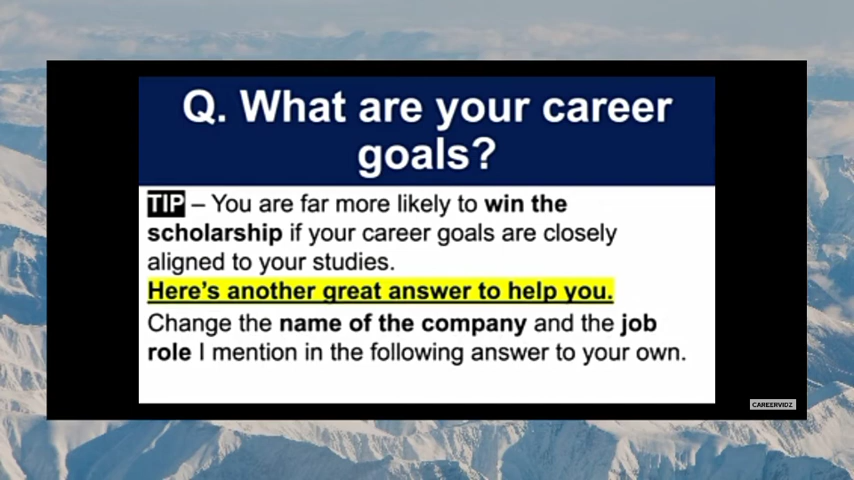 Q. What are your career
goals?
TIP – You are far more likely to win the
scholarship if your career goals are closely
aligned to your studies.
Here's another great answer to help you.
Change the name of the company and the job
role I mention in the following answer to your own.
CAREERVIDZ